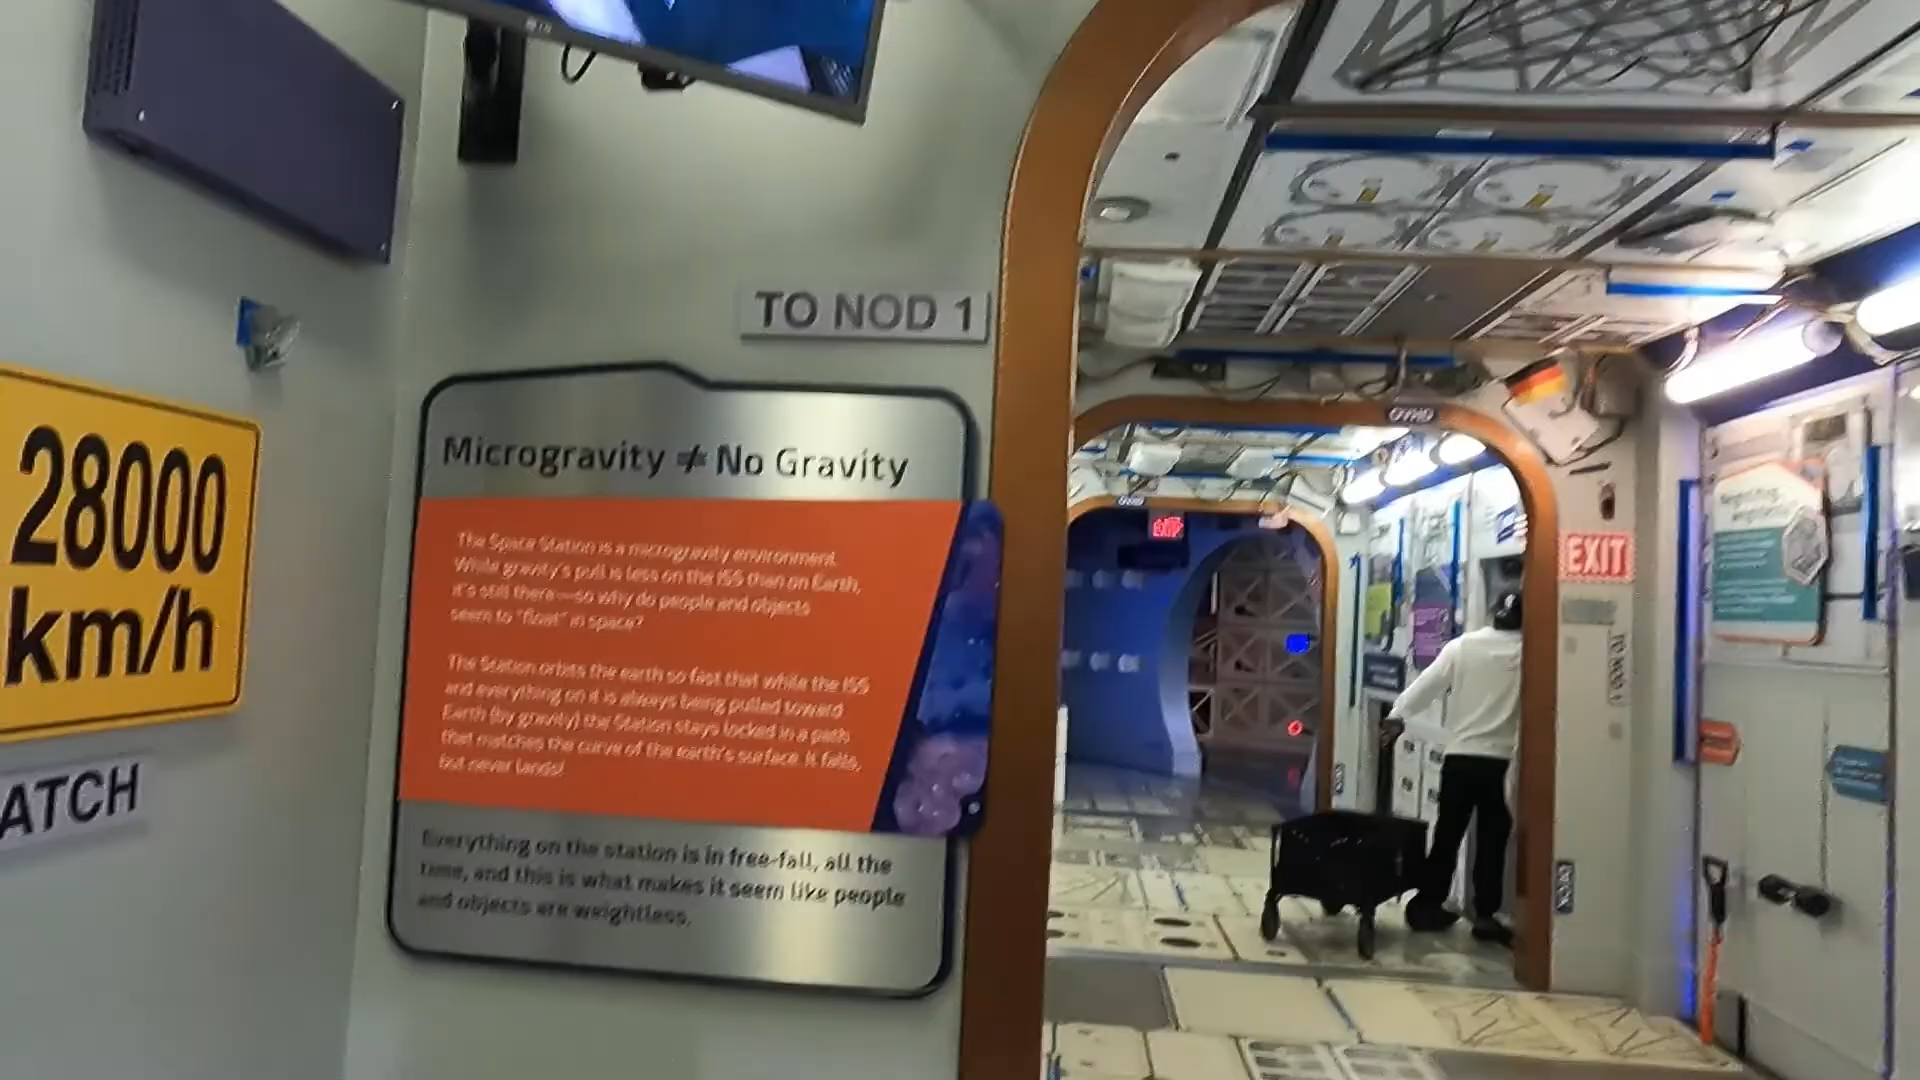 28000
km/h
ATCH
TO NOD 1
Microgravity ≠ No Gravity
The Space Station is a microgravity environment.
While gravity's pull is less on the ISS than on Earth,
it's still there—so why do people and objects
seem to "float" in space?
The Station orbits the earth so fast that while the ISS
and everything on it is always being pulled toward
Earth (by gravity) the Station stays locked in a path
that matches the curve of the earth's surface. It falls,
but never lands!
Everything on the station is in free-fall, all the
time, and this is what makes it seem like people
and objects are weightless.
OVHD
EXIT
EXIT
TO NOD 1